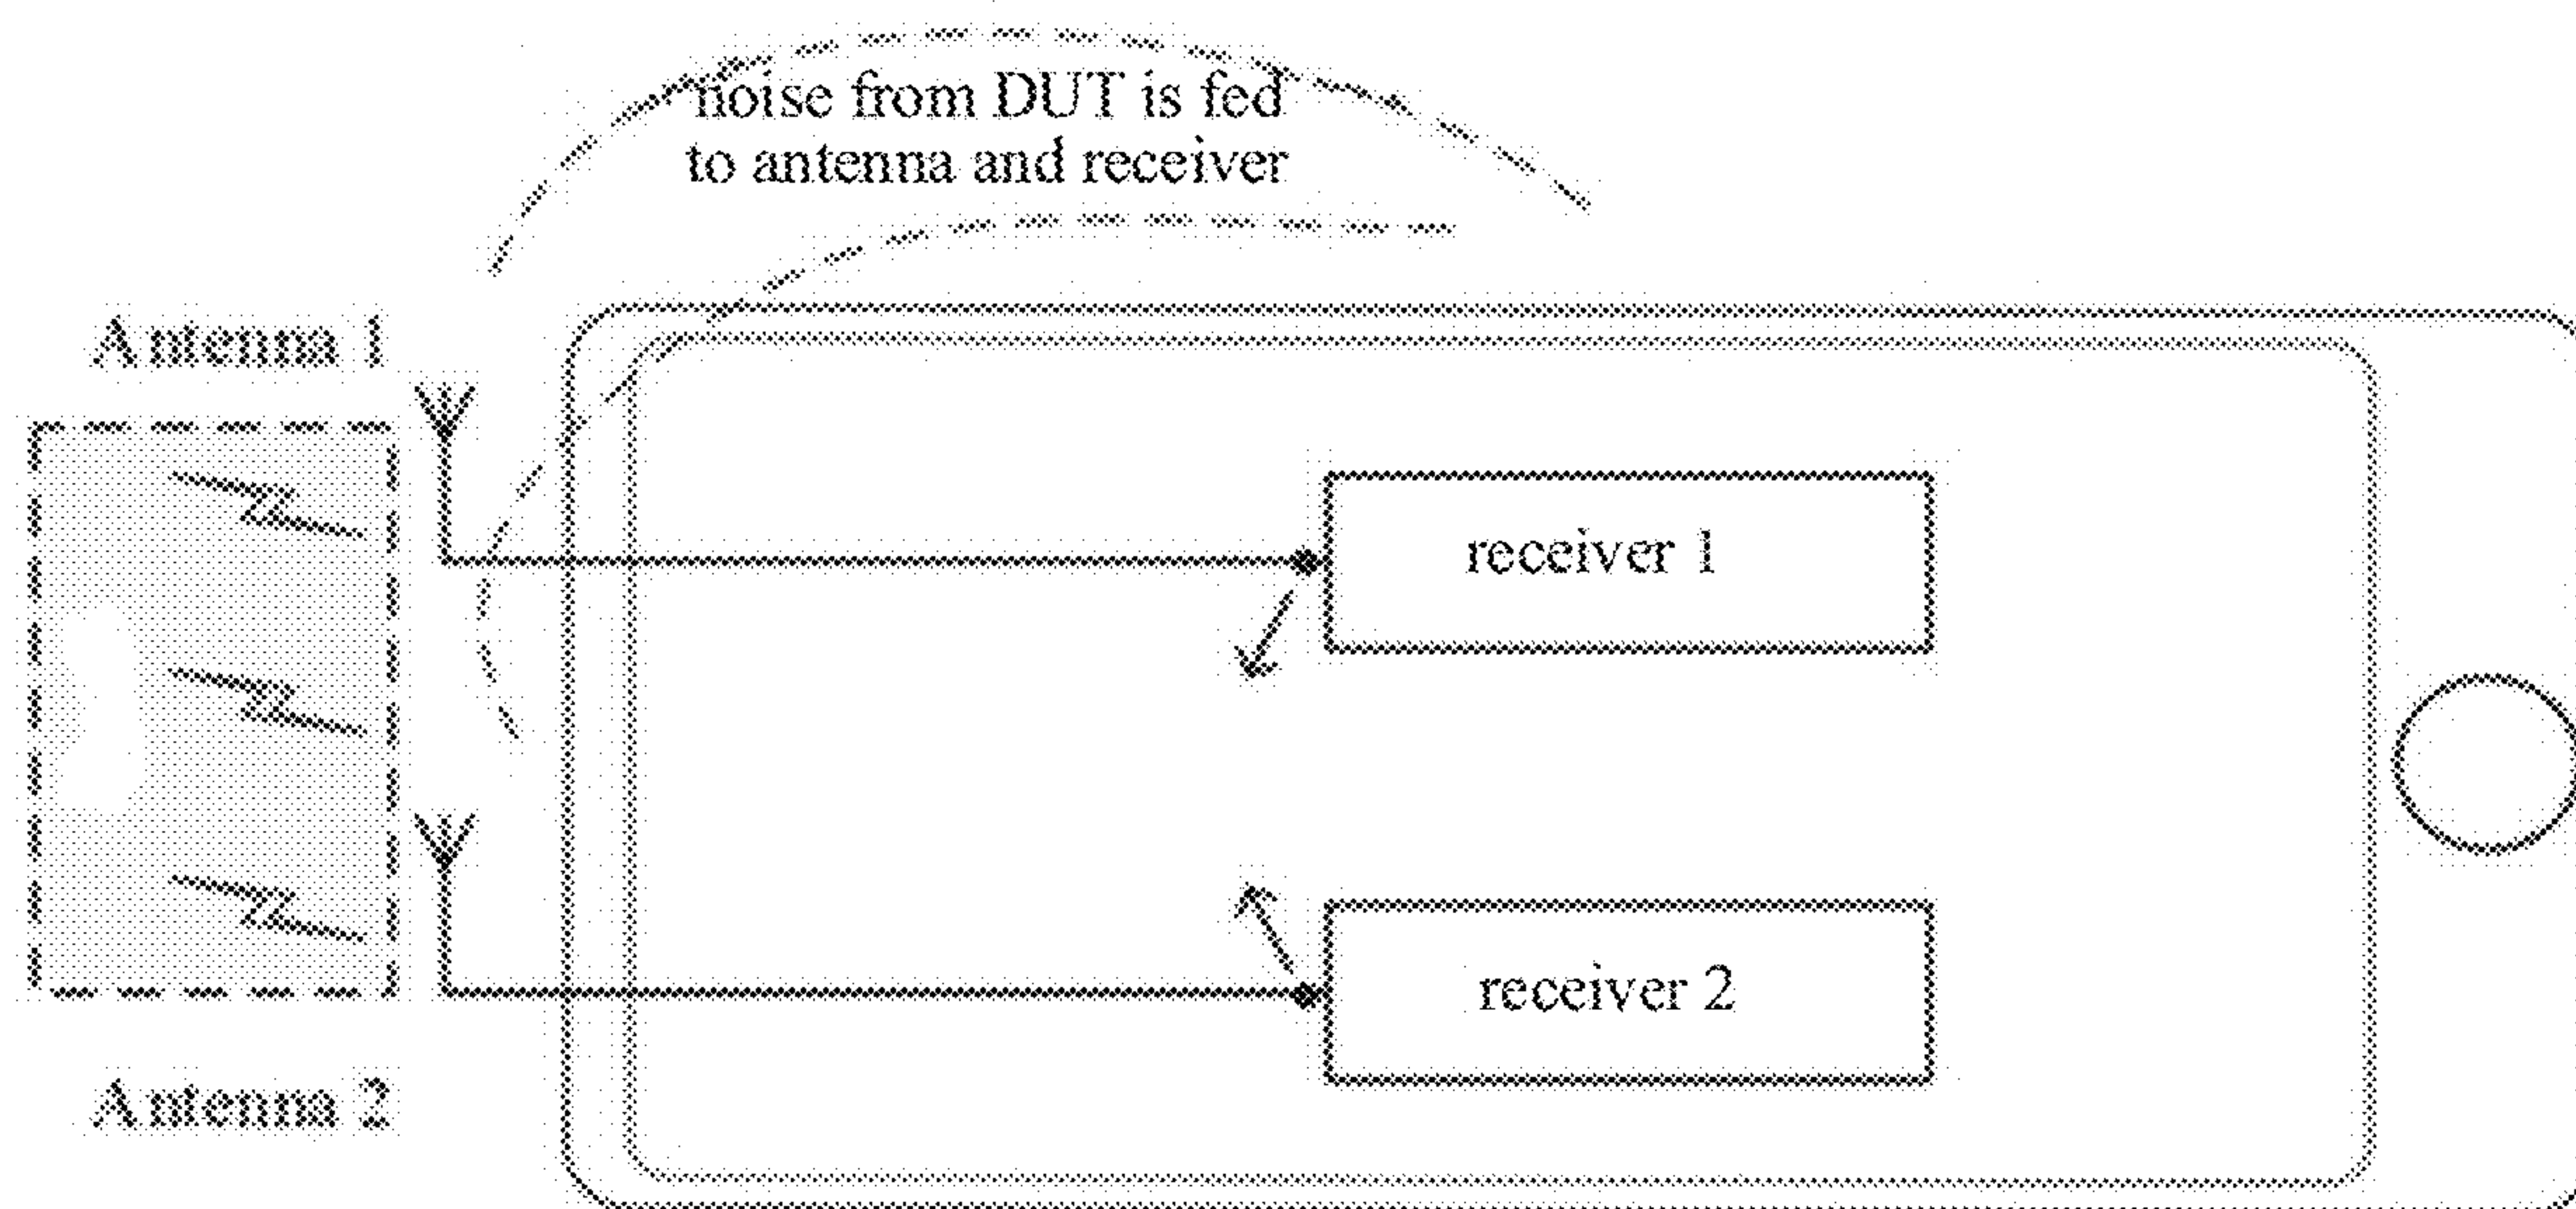 noise from DUT is fed
to antenna and receiver
Antenna 1
receiver 1
receiver 2
Antenna 2